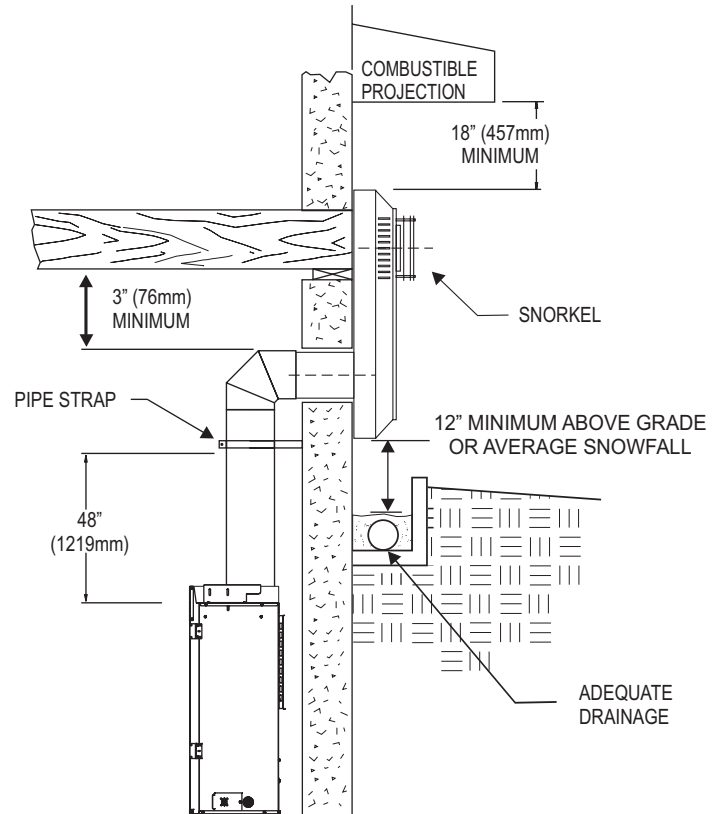 COMBUSTIBLE
PROJECTION
18” (457mm)
MINIMUM
3” (76mm)
MINIMUM
SNORKEL
PIPE STRAP
12” MINIMUM ABOVE GRADE
OR AVERAGE SNOWFALL
48”
(1219mm)
ADEQUATE
DRAINAGE